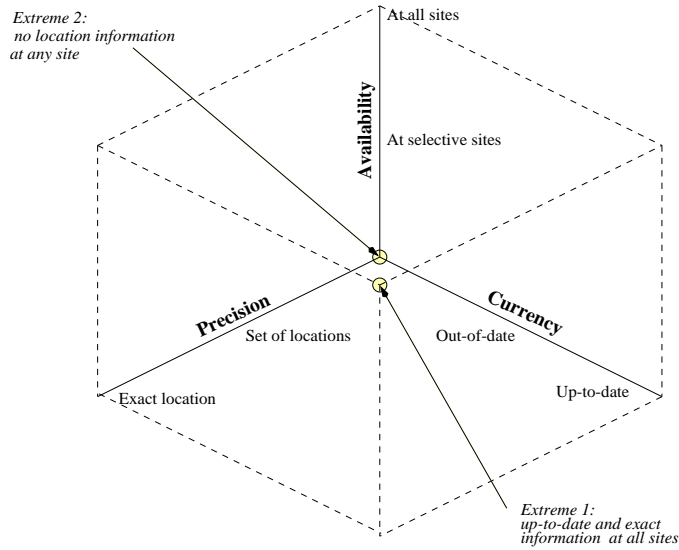 Extreme 2:
no location information
at any site
At all sites
Availability
At selective sites
Precision
Currency
Set of locations
Out-of-date
Exact location
Up-to-date
Extreme 1:
up-to-date and exact
information at all sites